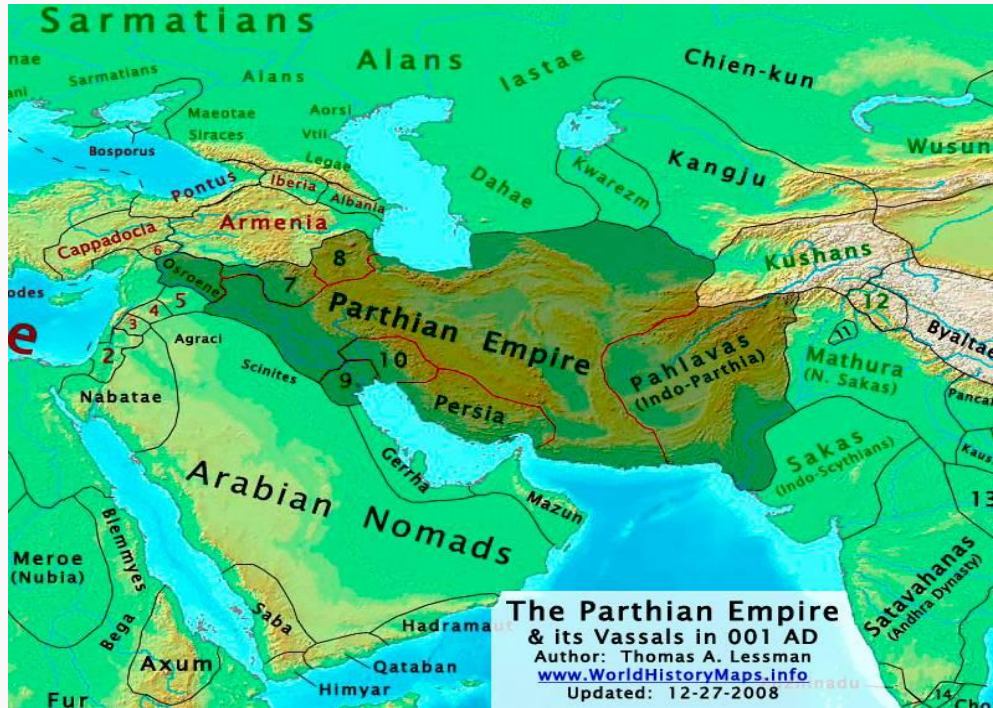 Sarmatians
Alans
Iastae
Chien-kun
Sarmatians
Alans
Maeotae
Siraces
Aorsi
Vtii
Legae
Bosporus
Wusun
Kangju
Kwarezm
Dahae
Pontus
Iberia
Albania
Armenia
Cappadocia
6
Osroene
7
8
Kushans
12
11
Byaltae
Parthian Empire
Pahlavas
(Indo-Parthia)
Mathura
(N. Sakas)
5
4
3
2
e
Agraci
Scinites
9
10
Persia
Nabatae
Sakas
(Indo-Scythians)
13
Arabian Nomads
Gerrha
Mazun
Meroe
(Nubia)
Blemmyes
Bega
Saba
Hadramaut
Qataban
Himyar
Axum
Fur
Satavahanas
(Andhra Dynasty)
14
The Parthian Empire
& its Vassals in 001 AD
Author: Thomas A. Lessman
www.WorldHistoryMaps.info
Updated: 12-27-2008